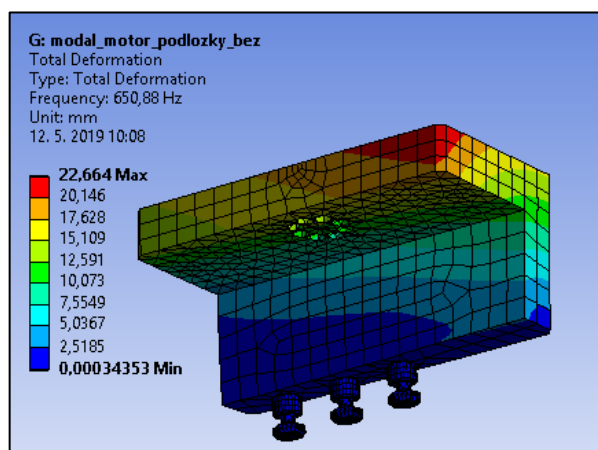 G: modal_motor_podlozky_bez
Total Deformation
Type: Total Deformation
Frequency: 650,88 Hz
Unit: mm
12. 5. 2019 10:08
22,664 Max
20,146
17,628
15,109
12,591
10,073
7,5549
5,0367
2,5185
0,00034353 Min